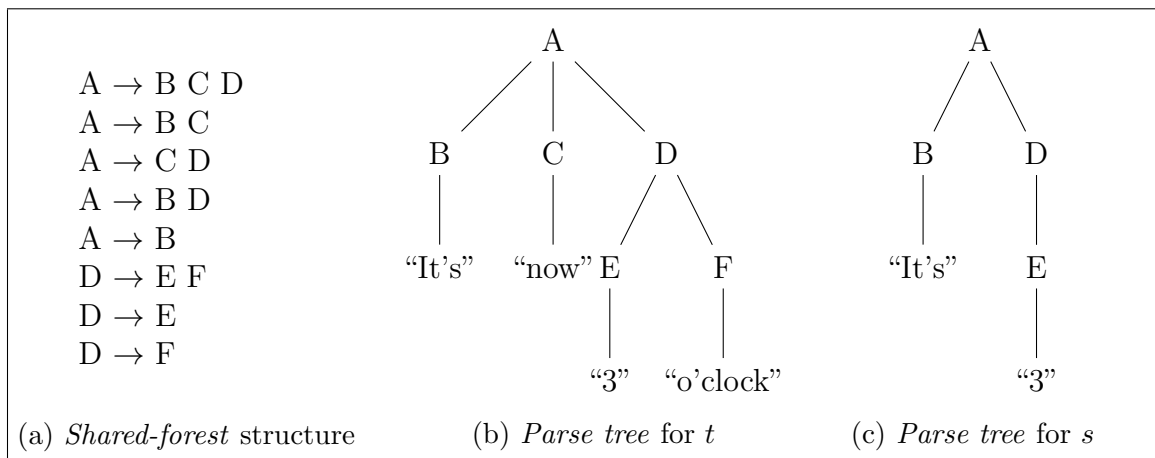 A → B C D
A → B C
A → C D
A → B D
A → B
D → E F
D → E
D → F
(a) Shared-forest structure
A
B C D
“It's” “now” E F
“3” “o'clock”
(b) Parse tree for t
A
B D
“It's” E
“3”
(c) Parse tree for s